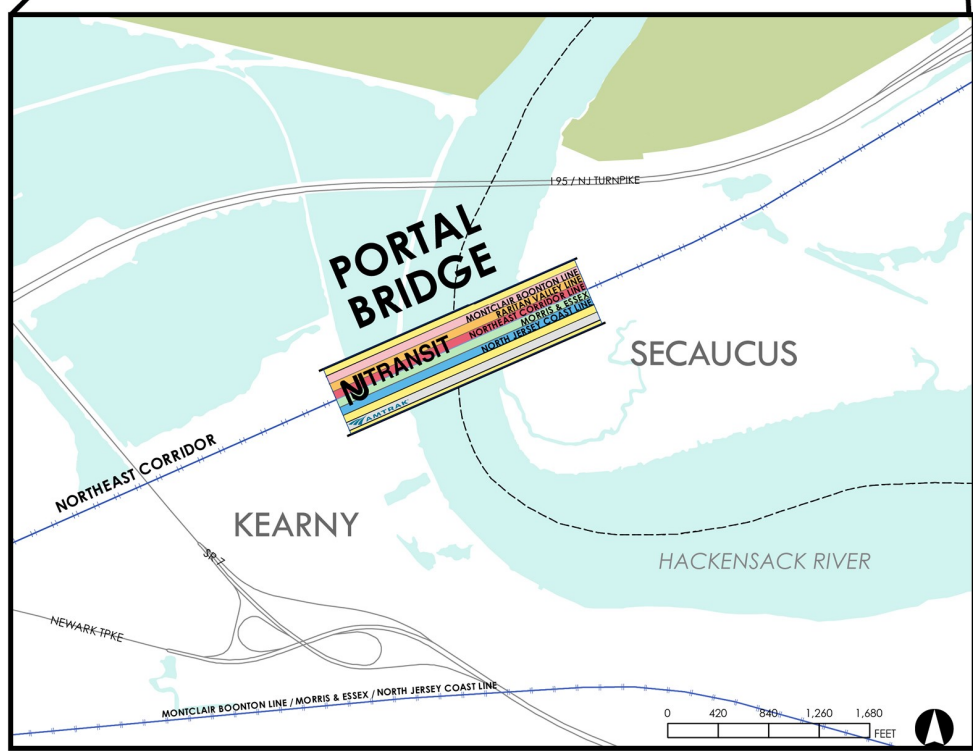 I 95 / NJ TURNPIKE
PORTAL
BRIDGE
MONTCLAIR BOONTON LINE
RARITAN VALLEY LINE
NORTHEAST CORRIDOR LINE
MORRIS & ESSEX
NORTH JERSEY COAST LINE
NJ TRANSIT
AMTRAK
SECAUCUS
NORTHEAST CORRIDOR
KEARNY
SR-7
HACKENSACK RIVER
NEWARK TPKE
MONTCLAIR BOONTON LINE / MORRIS & ESSEX / NORTH JERSEY COAST LINE
0 420 840 1,260 1,680
FEET